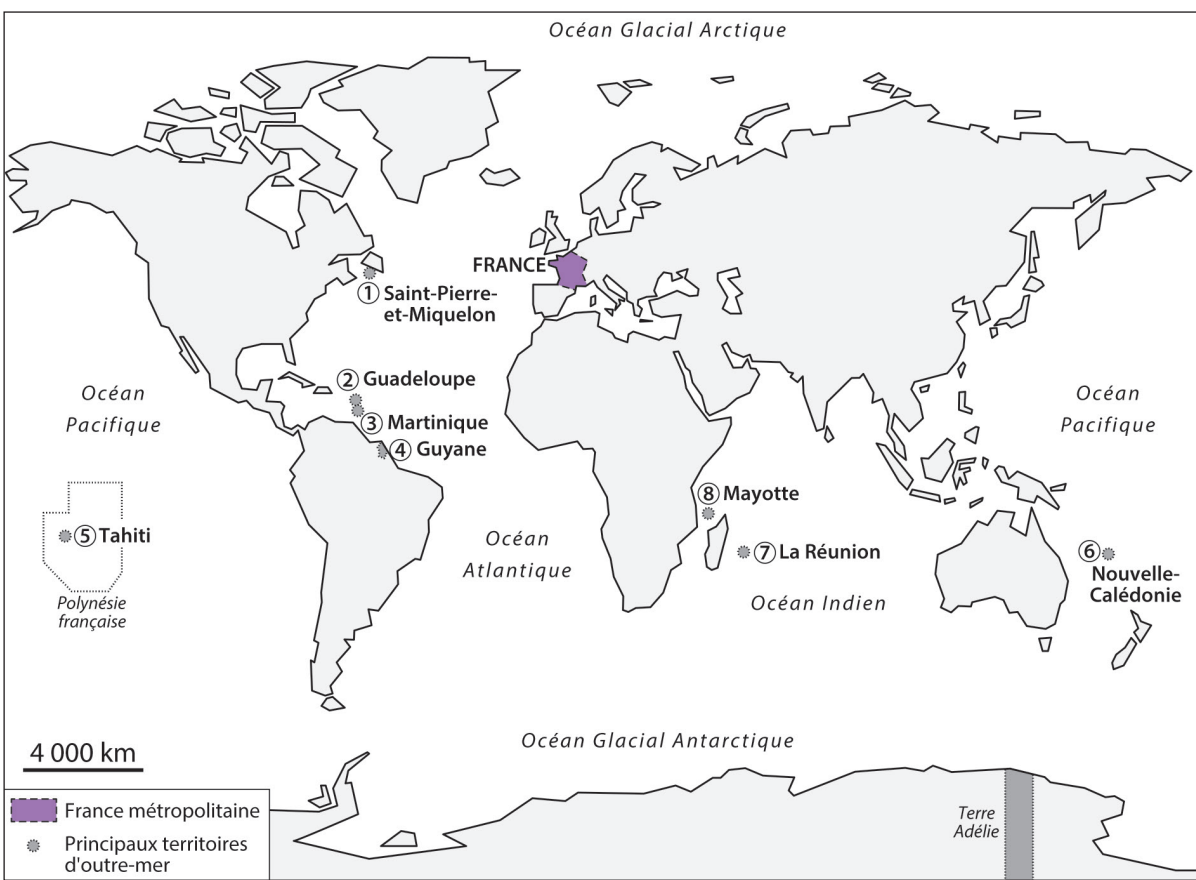 Océan Glacial Arctique
FRANCE
① Saint-Pierre-
et-Miquelon
② Guadeloupe
③ Martinique
④ Guyane
Océan
Pacifique
Océan
Pacifique
⑧ Mayotte
⑤ Tahiti
Polynésie
française
Océan
Atlantique
⑦ La Réunion
Océan Indien
⑥
Nouvelle-
Calédonie
4 000 km
Océan Glacial Antarctique
Terre
Adélie
France métropolitaine
Principaux territoires
d'outre-mer